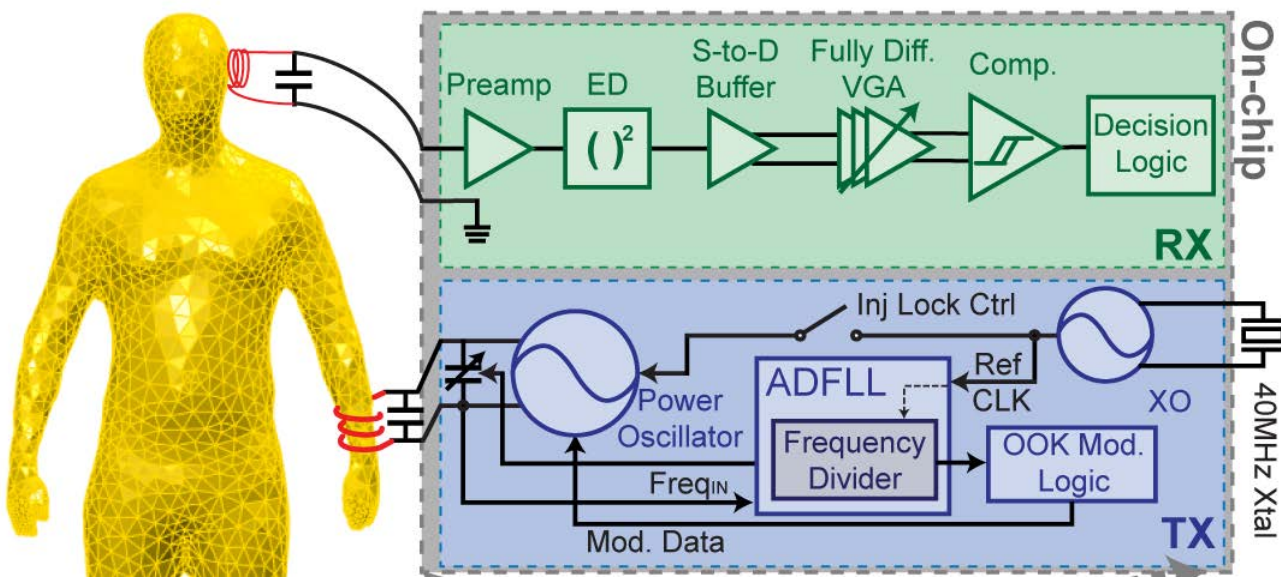 On-chip
S-to-D
Buffer
Fully Diff.
VGA
Comp.
Preamp
ED
( )²
Decision
Logic
RX
Inj Lock Ctrl
Ref
CLK
ADFLL
XO
Power
Oscillator
Frequency
Divider
OOK Mod.
Logic
FreqIN
Mod. Data
TX
40MHz Xtal